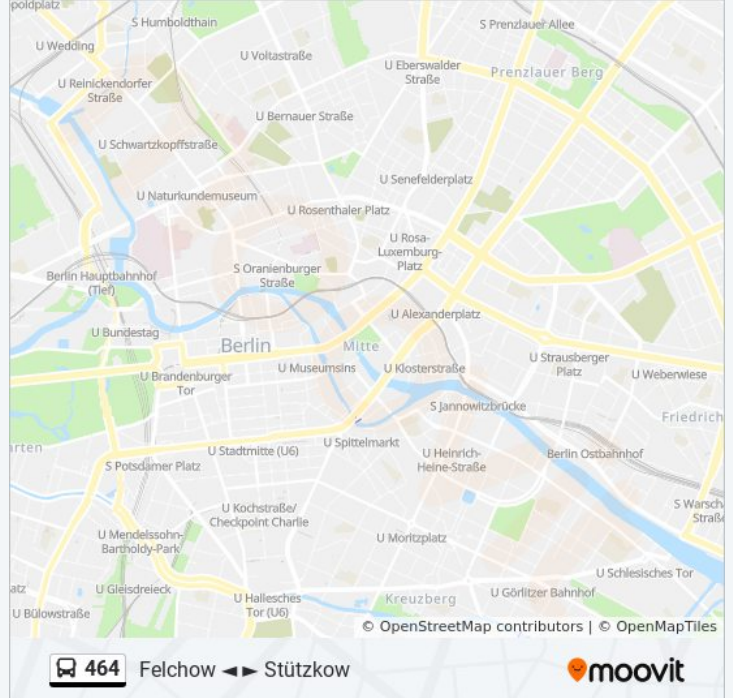 poldplatz
S Humboldthain
S Prenzlauer Allee
U Wedding
U Voltastraße
U Eberswalder
Straße
Prenzlauer Berg
U Reinickendorfer
Straße
U Bernauer Straße
U Schwartzkopffstraße
U Senefelderplatz
U Naturkundemuseum
U Rosenthaler Platz
U Rosa-
Luxemburg-
Platz
S Oranienburger
Straße
Berlin Hauptbahnhof
(Tief)
U Alexanderplatz
U Bundestag
Berlin
Mitte
U Strausberger
Platz
U Museumsins
U Klosterstraße
U Weberwiese
U Brandenburger
Tor
S Jannowitzbrücke
Friedrich
rten
U Spittelmarkt
U Stadtmitte (U6)
U Heinrich-
Heine-Straße
Berlin Ostbahnhof
S Potsdamer Platz
S Warsch
Straße
U Kochstraße/
Checkpoint Charlie
U Mendelssohn-
Bartholdy-Park
U Moritzplatz
U Schlesisches Tor
atz
U Gleisdreieck
U Görlitzer Bahnhof
U Hallesches
Tor (U6)
Kreuzberg
U Bülowstraße
© OpenStreetMap contributors | © OpenMapTiles
464 Felchow ◄ ► Stützkow
moovit